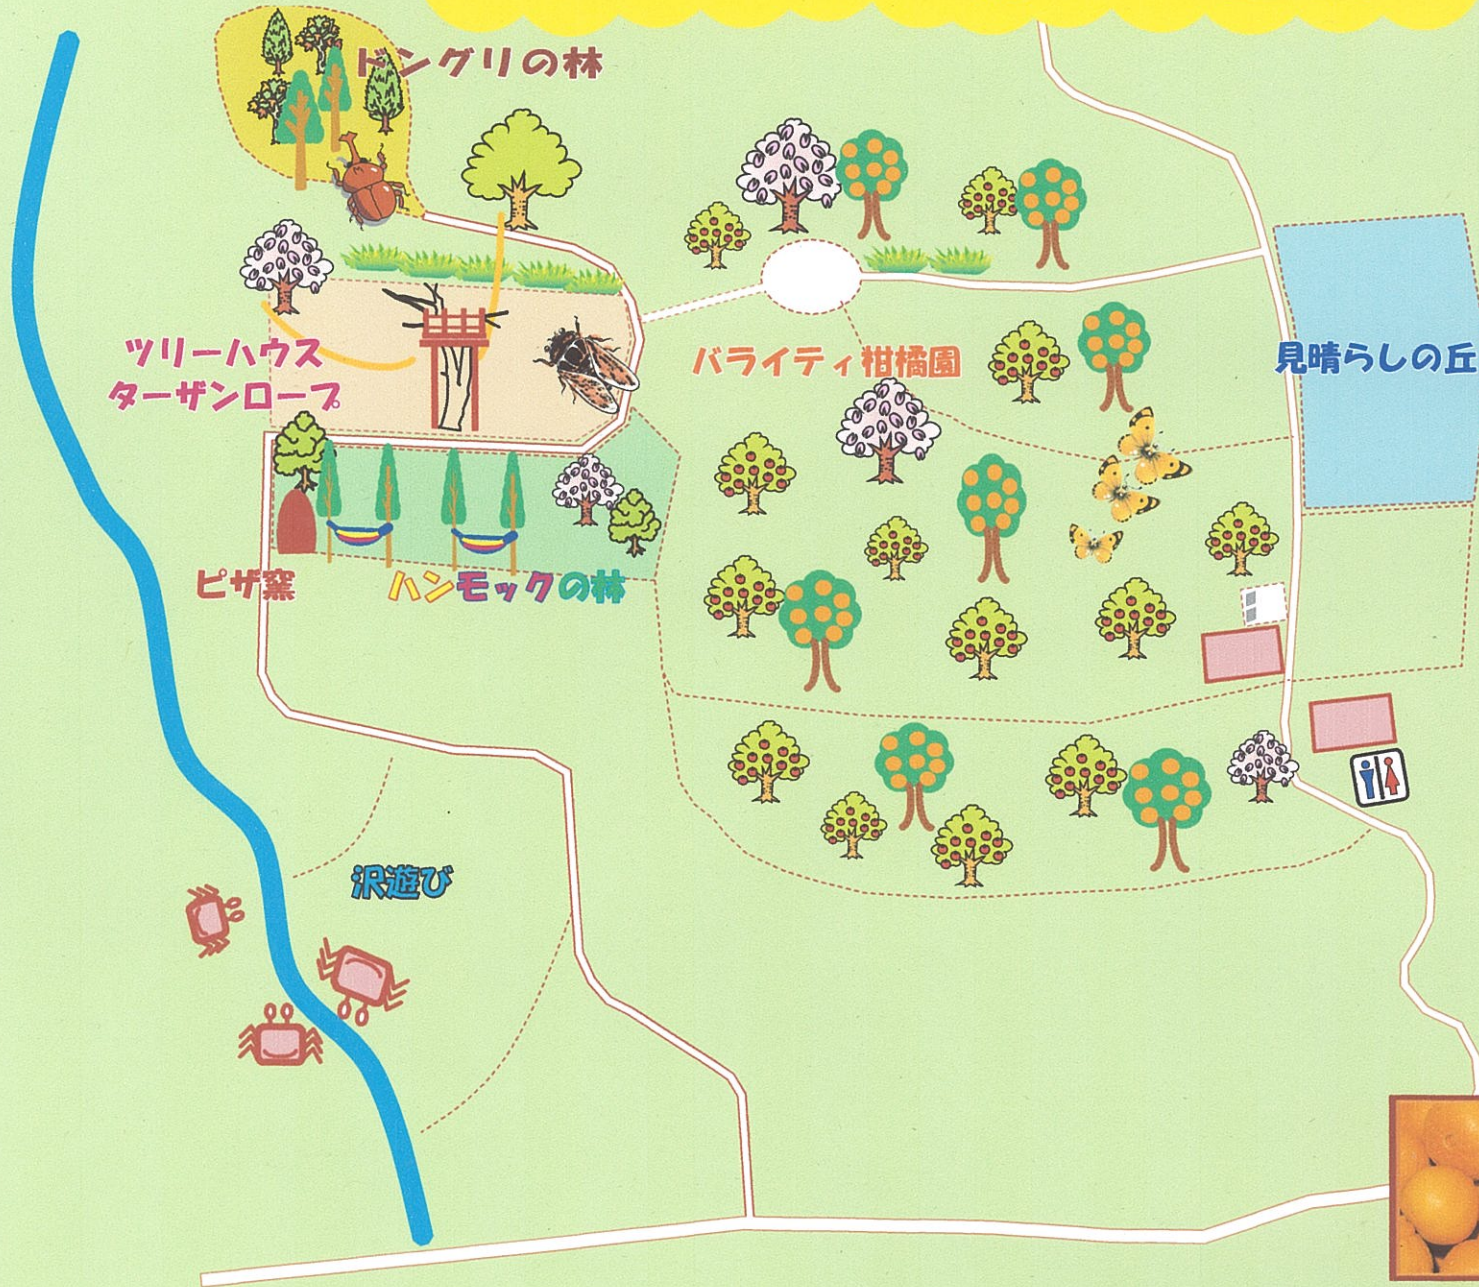 ドングリの林
ツリーハウス
ターザンロープ
バライティ柑橘園
見晴らしの丘
ピザ窯
ハンモックの林
沢遊び